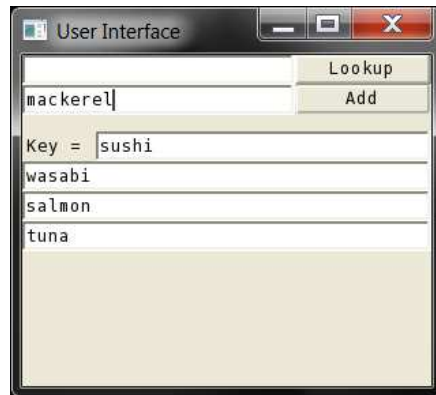 User Interface
Lookup
mackerel Add
Key = sushi
wasabi
salmon
tuna